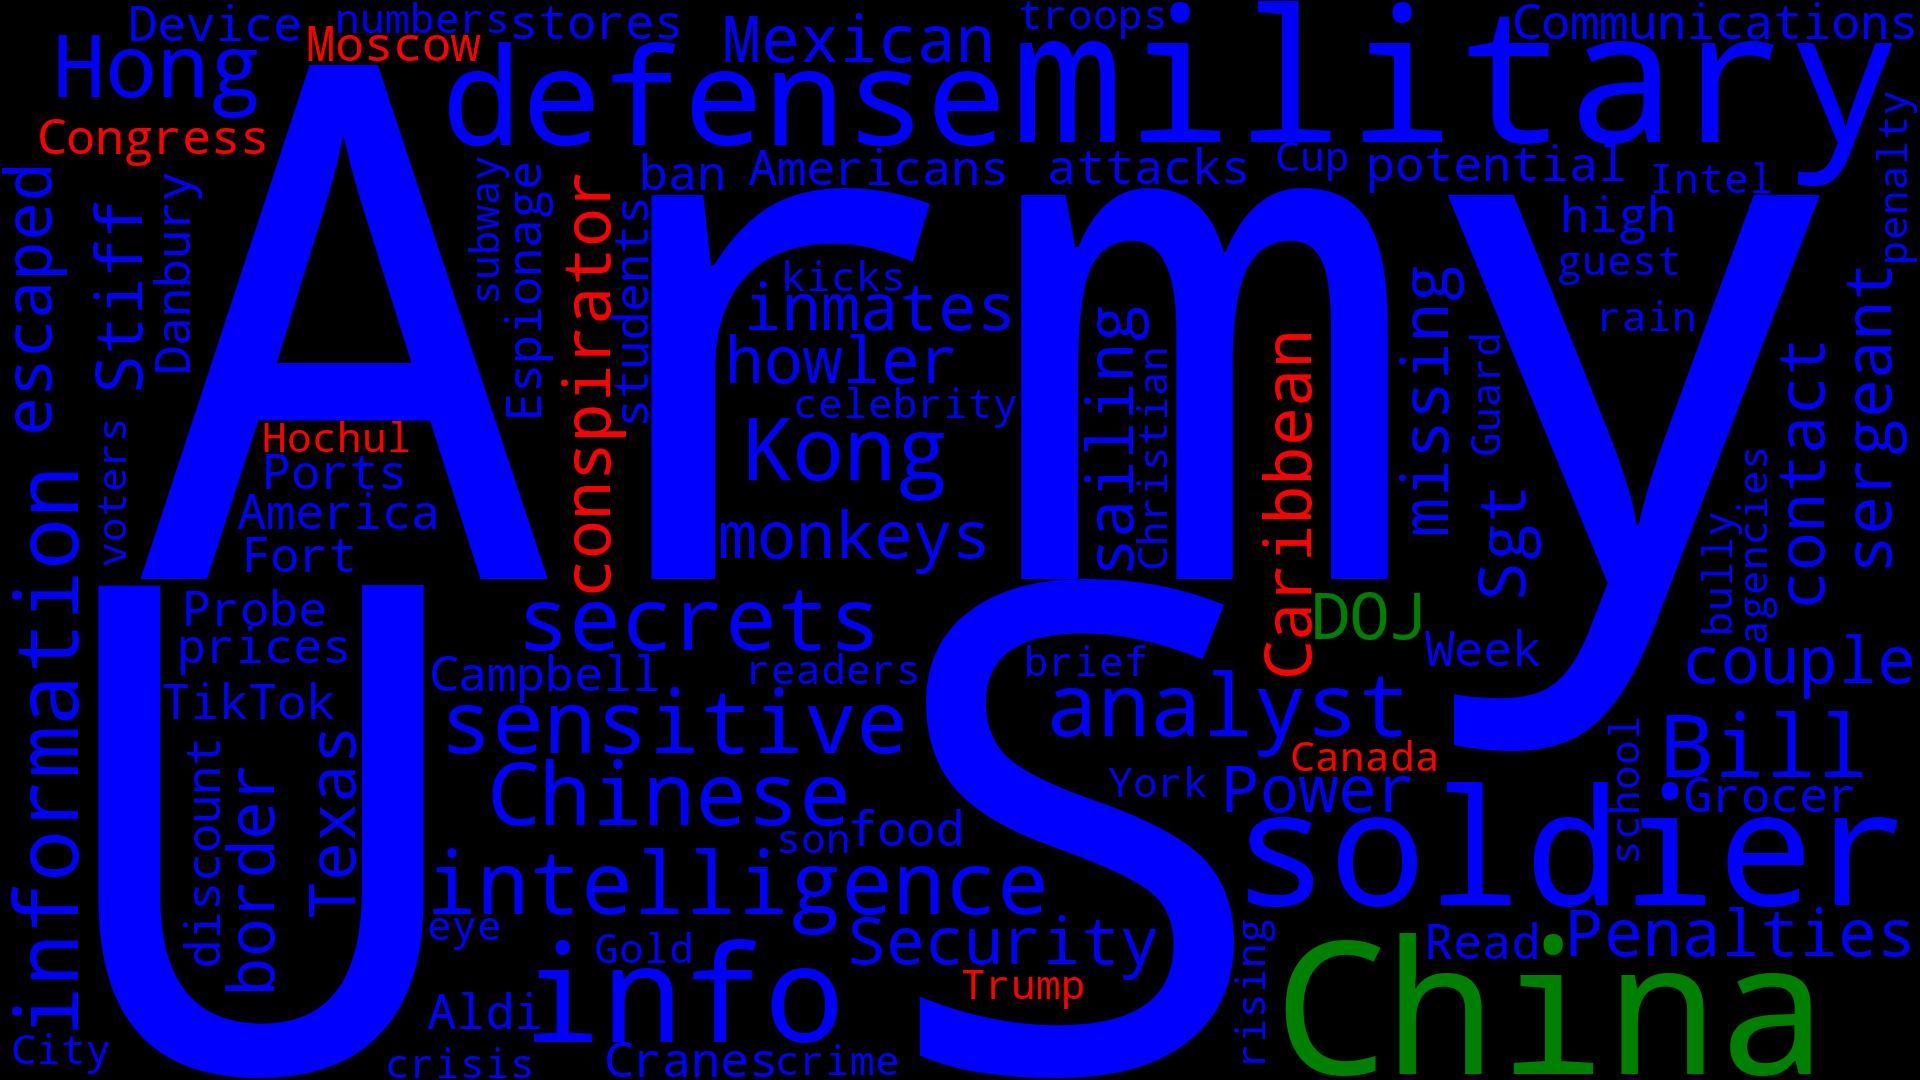 Device
numbers
stores
Mexican
troops
military
Communications
Hong
Moscow
defense
Congress
penalty
ban
Americans
attacks
Cup
potential
Intel
escaped
Stiff
Danbury
Army
subway
Espionage
conspirator
students
high
guest
rain
kicks
inmates
howler
celebrity
Kong
monkeys
sailing
Christian
Caribbean
missing
Guard
Sgt
contact
sergeant
voters
Hochul
Ports
America
Fort
bully
agencies
information
U
S
Probe
prices
TikTok
secrets
Campbell
readers
brief
DOJ
Week
couple
sensitive
analyst
Chinese
Canada
York
Power
Bill
school
Grocer
discount
border
Texas
son
food
soldier
intelligence
eye
Gold
Security
Read
Penalties
info
Trump
rising
China
Aldi
City
crisis
Cranes
crime